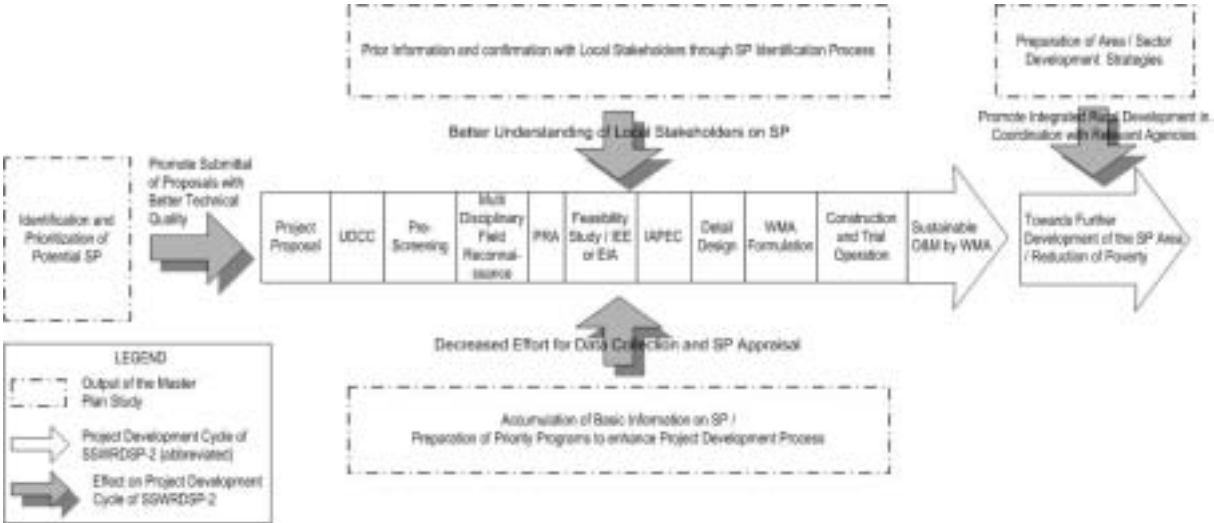 Prior Information and confirmation with Local Stakeholders through SP Identification Process
Preparation of Area / Sector
Development Strategies
Better Understanding of Local Stakeholders on SP
Promote Integrated Rural Development in
Coordination with Relevant Agencies
Identification and
Prioritization of
Potential SP
Promote Submittal
of Proposals with
Better Technical
Quality
Project
Proposal
UDCC
Pre-
Screening
Multi
Disciplinary
Field
Reconnai-
ssance
PRA
Feasibility
Study / IEE
or EIA
IAPEC
Detail
Design
WMA
Formulation
Construction
and Trial
Operation
Sustainable
O&M by WMA
Towards Further
Development of the SP Area
/ Reduction of Poverty
Decreased Effort for Data Collection and SP Appraisal
Accumulation of Basic Information on SP /
Preparation of Priority Programs to enhance Project Development Process
LEGEND
Output of the Master
Plan Study
Project Development Cycle of
SSWRDSP-2 (abbreviated)
Effect on Project Development
Cycle of SSWRDSP-2